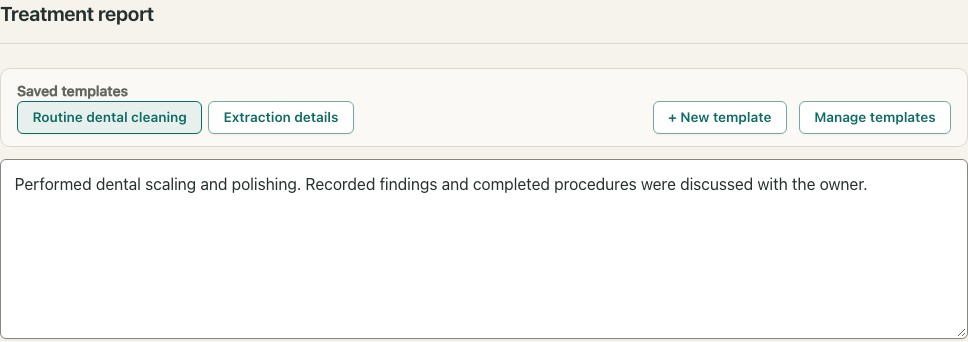 Treatment report
Saved templates
Routine dental cleaning
Extraction details
+ New template
Manage templates
Performed dental scaling and polishing. Recorded findings and completed procedures were discussed with the owner.